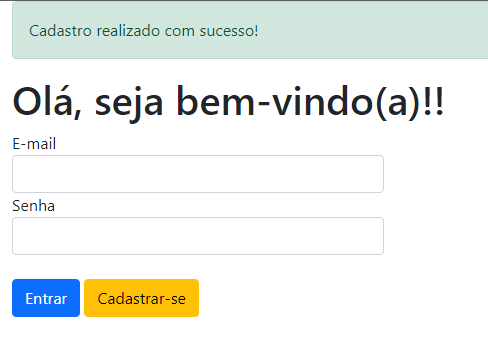 Cadastro realizado com sucesso!
Olá, seja bem-vindo(a)!!
E-mail
Senha
Entrar Cadastrar-se